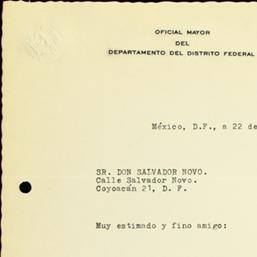 OFICIAL MAYOR
DEL
DEPARTAMENTO DEL DISTRITO FEDERAL
México, D.F., a 22 de
SR. DON SALVADOR NOVO.
Calle Salvador Novo.
Coyoacán 21, D. F.
Muy estimado y fino amigo: